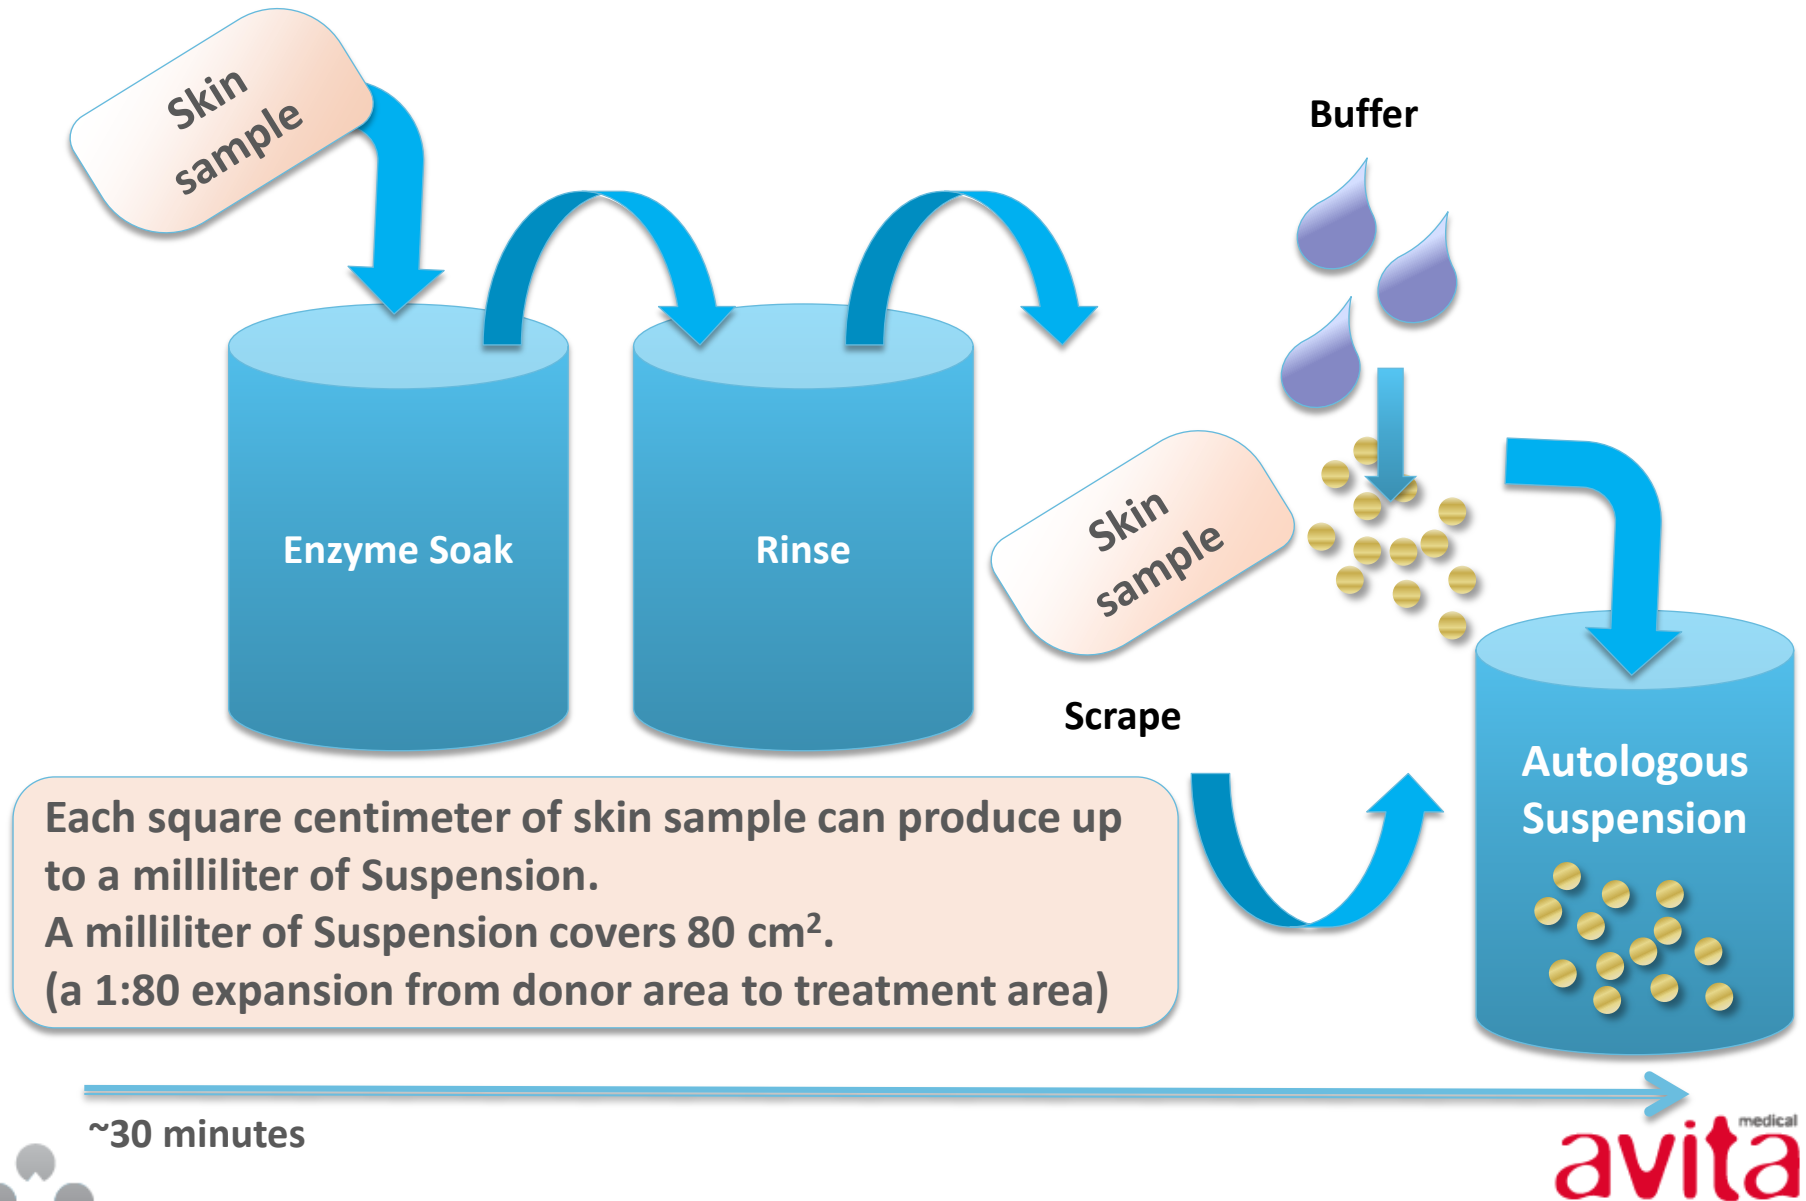 Skin
sample
Buffer
Enzyme Soak
Rinse
Skin
sample
Scrape
Autologous
Suspension
Each square centimeter of skin sample can produce up
to a milliliter of Suspension.
A milliliter of Suspension covers 80 cm².
(a 1:80 expansion from donor area to treatment area)
~30 minutes
medical
avita